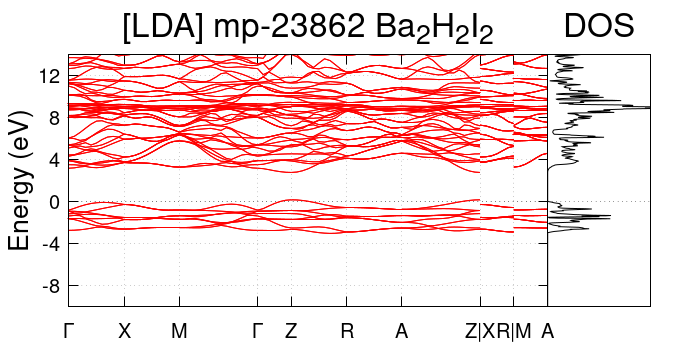 [LDA] mp-23862 Ba₂H₂I₂ DOS
Energy (eV)
12
8
4
0
-4
-8
Γ X M Γ Z R A Z|XR|M A